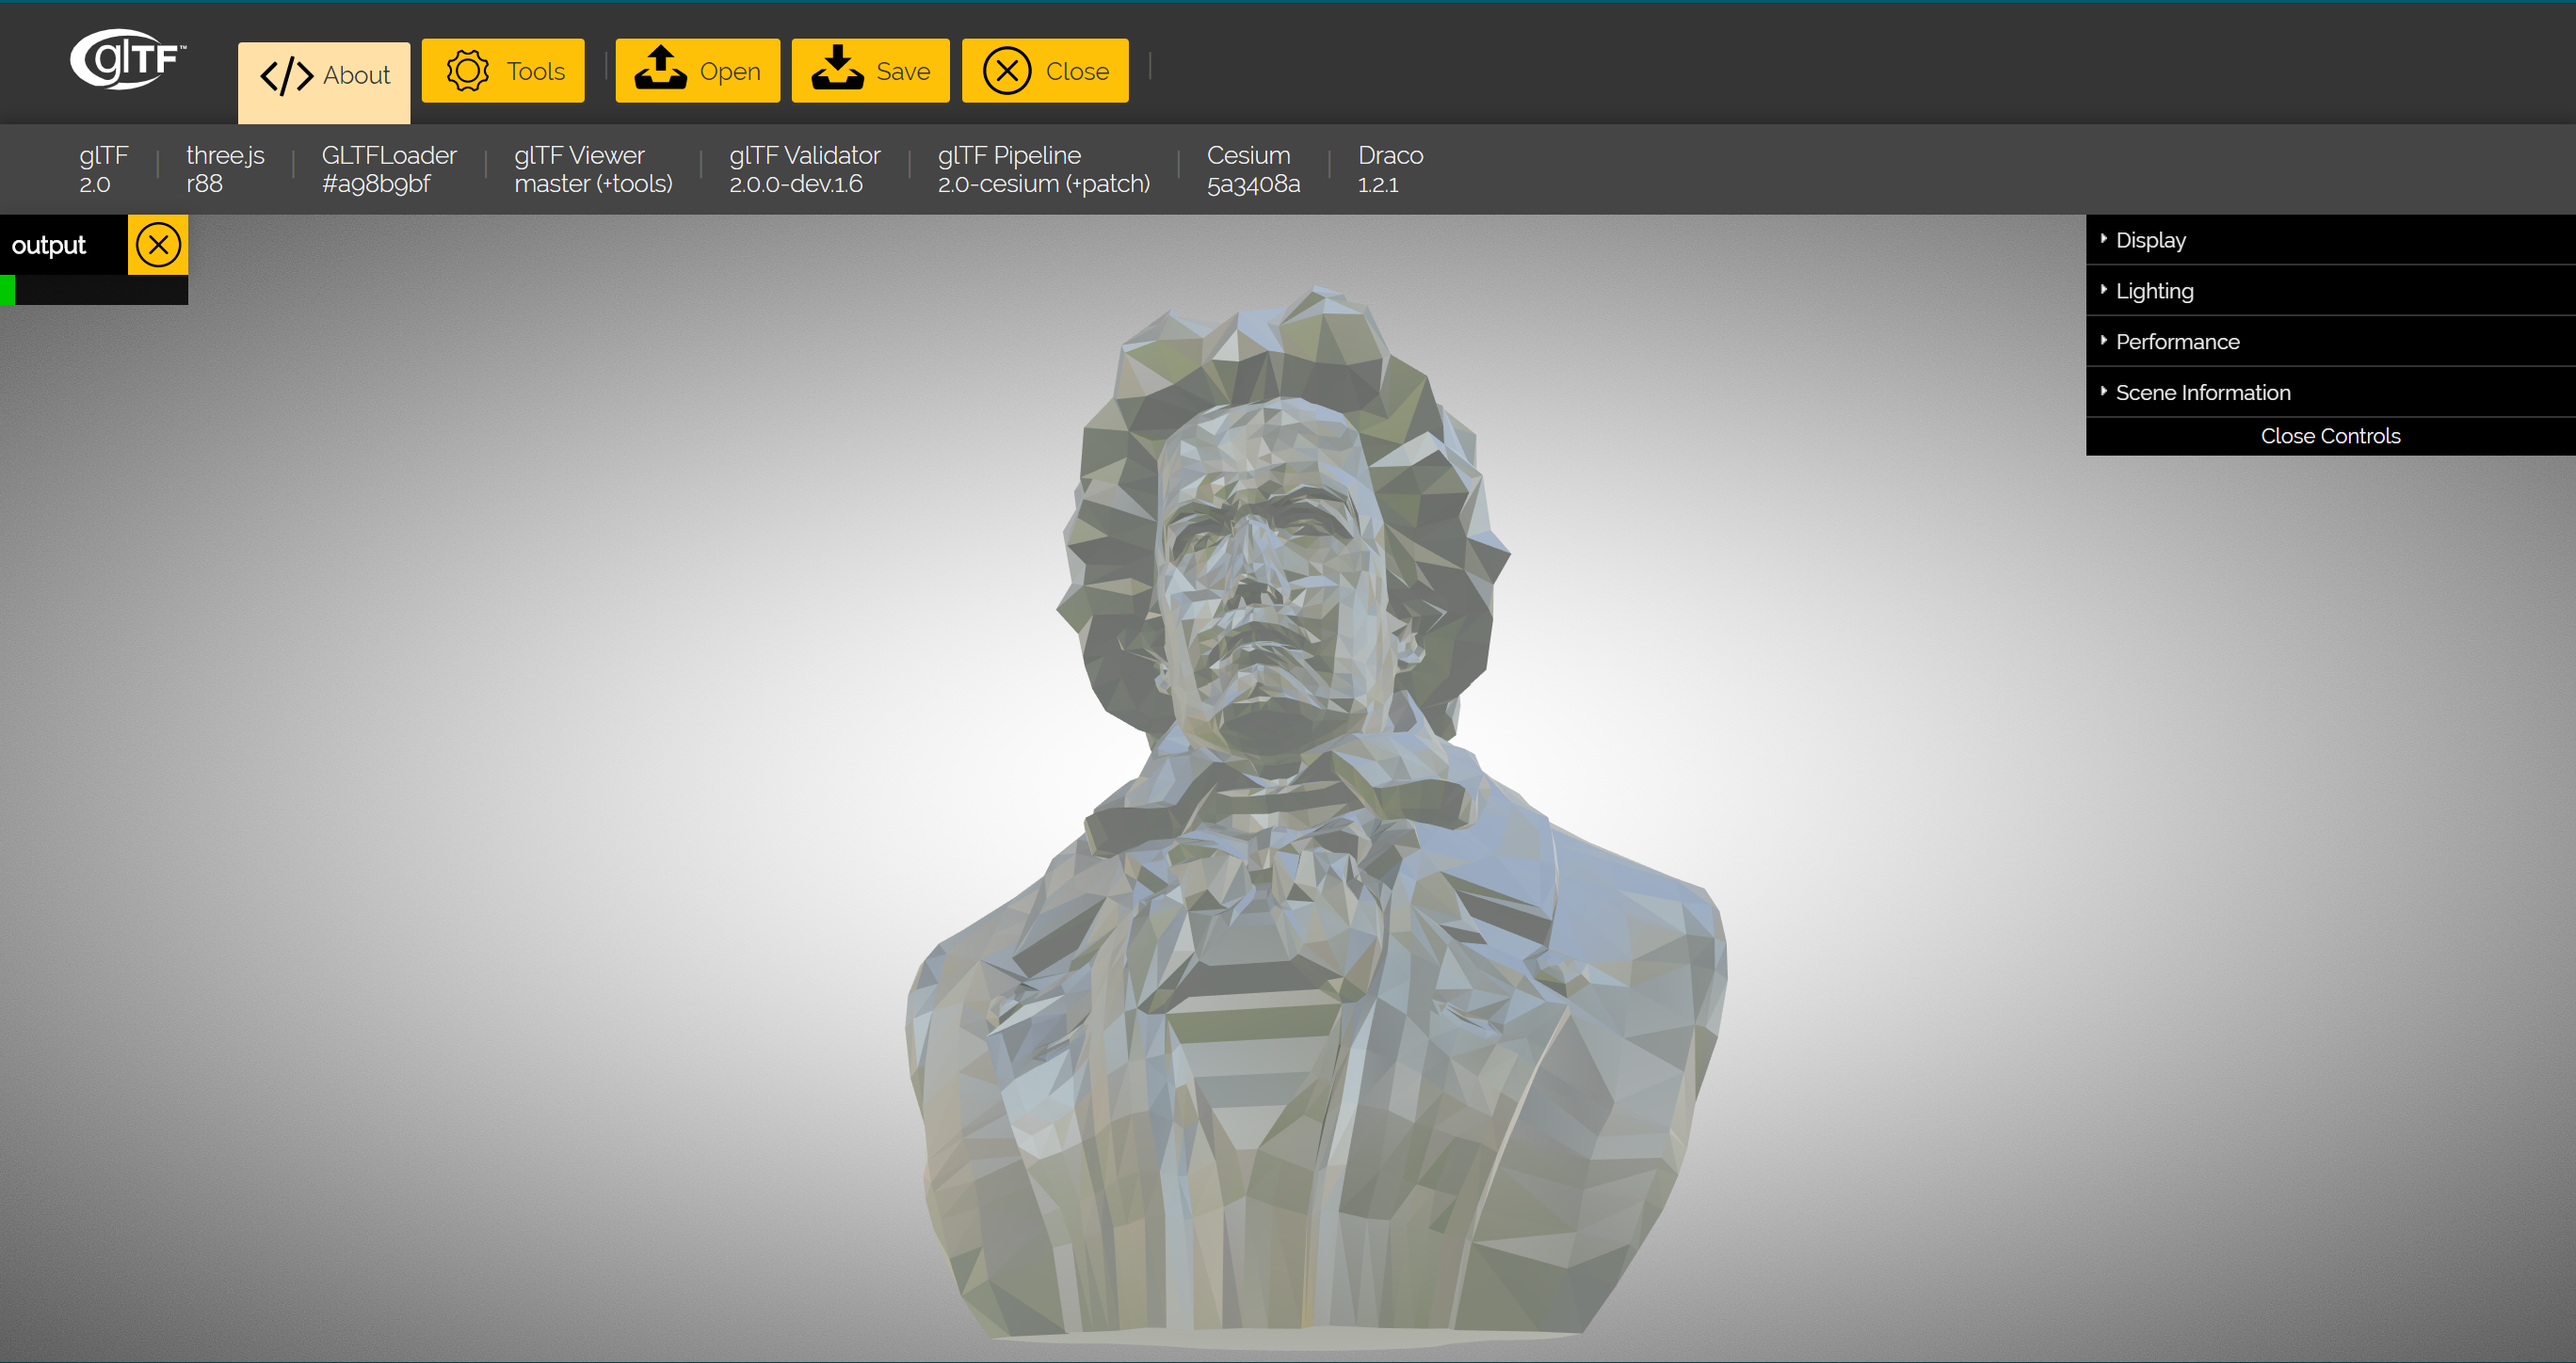 glTF™
About
Tools
Open
Save
Close
glTF
2.0
three.js
r88
GLTFLoader
#a98b9bf
glTF Viewer
master (+tools)
glTF Validator
2.0.0-dev.1.6
glTF Pipeline
2.0-cesium (+patch)
Cesium
5a3408a
Draco
1.2.1
output
Display
Lighting
Performance
Scene Information
Close Controls